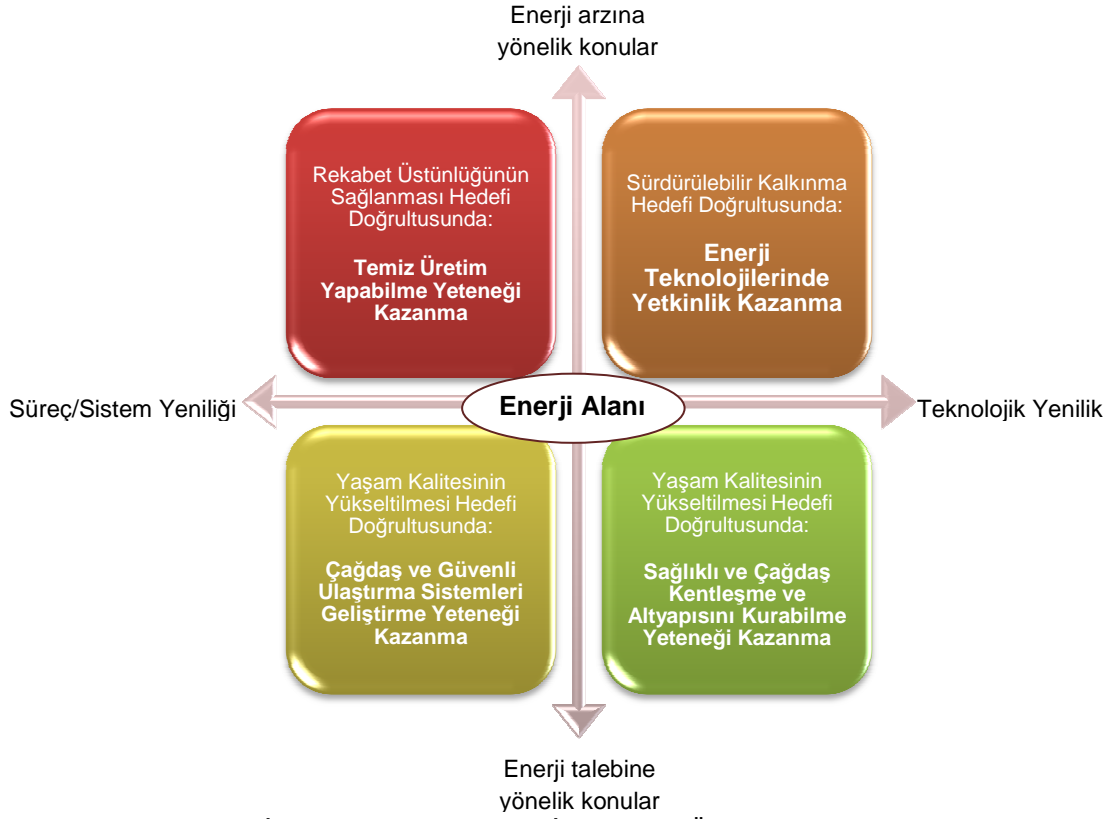 Enerji arzına
yönelik konular
Rekabet Üstünlüğünün
Sağlanması Hedefi
Doğrultusunda:
Temiz Üretim
Yapabilme Yeteneği
Kazanma
Sürdürülebilir Kalkınma
Hedefi Doğrultusunda:
Enerji
Teknolojilerinde
Yetkinlik Kazanma
Süreç/Sistem Yeniliği
Enerji Alanı
Teknolojik Yenilik
Yaşam Kalitesinin
Yükseltilmesi Hedefi
Doğrultusunda:
Çağdaş ve Güvenli
Ulaştırma Sistemleri
Geliştirme Yeteneği
Kazanma
Yaşam Kalitesinin
Yükseltilmesi Hedefi
Doğrultusunda:
Sağlıklı ve Çağdaş
Kentleşme ve
Altyapısını Kurabilme
Yeteneği Kazanma
Enerji talebine
yönelik konular